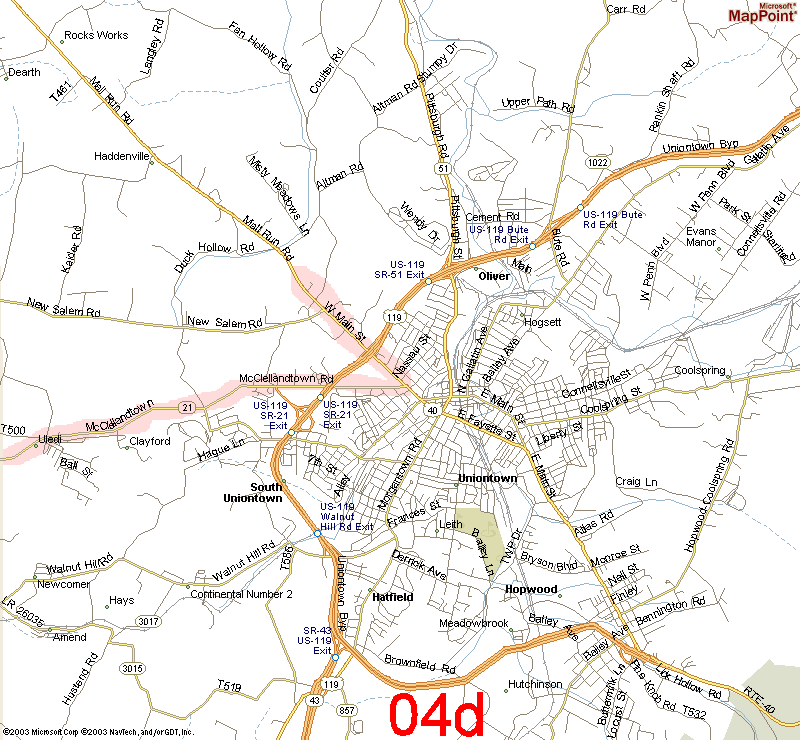 Microsoft®
MapPoint®
Carr Rd
Rocks Works
Langley Rd
Fan Hollow Rd
Coulter Rd
Stumpy Dr
Altman Rd
Dearth
T461
Mall Run Rd
Pittsburgh Rd
Upper Path Rd
Rankin Shaft Rd
Haddenville
Misty Meadows Ln
Altman Rd
51
1022
Uniontown Byp
Gallatin Ave
W Penn Blvd
Wendy Dr
Pittsburgh St
Cement Rd
US-119 Bute
Rd Exit
US-119 Bute
Rd Exit
Park St
Connellsville Rd
Stanford
Evans
Manor
Kaider Rd
Duck Hollow Rd
Mall Run Rd
US-119
SR-51 Exit
Main
Oliver
Bute Rd
W Penn Blvd
New Salem Rd
New Salem Rd
W Main St
119
Nassau St
N Gallatin Ave
Bailey Ave
Hogsett
McClellandtown Rd
McClellandtown
21
Coolspring
Connellsville St
Coolspring St
US-119
SR-21
Exit
US-119
SR-21
Exit
40
E Main St
E Fayette St
Liberty St
T500
Uledi
Clayford
Hague Ln
Ball St
7th St
Alley
Morgantown Rd
E Main St
South
Uniontown
Uniontown
Craig Ln
Hopwood Coolspring Rd
US-119
Walnut
Hill Rd Exit
Frances St
Leith
Bailey Ln
TWP Dr
Atlas Rd
Walnut Hill Rd
Walnut Hill Rd
T586
Derrick Ave
Bryson Blvd
Monroe St
Neil St
Finley
Newcomer
Continental Number 2
Uniontown Byp
Hatfield
Hopwood
Hays
LR 26035
3017
Amend
Meadowbrook
Bailey Ave
Bailey Ave
Bennington Rd
SR-43
US-119
Exit
3015
Hustend Rd
T519
Brownfield Rd
Hutchinson
Buttermilk Ln
Locust St
Pine Knob Rd
T532
Lick Hollow Rd
RTE-40
119
43
857
04d
©2003 Microsoft Corp ©2003 NavTech, and/or GDT, Inc.